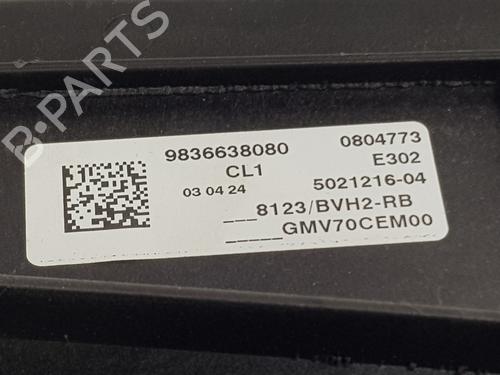 B-PARTS
9836638080 0804773
CL1 E302
03 04 24 5021216-04
___8123/BVH2-RB
_____GMV70CEM00